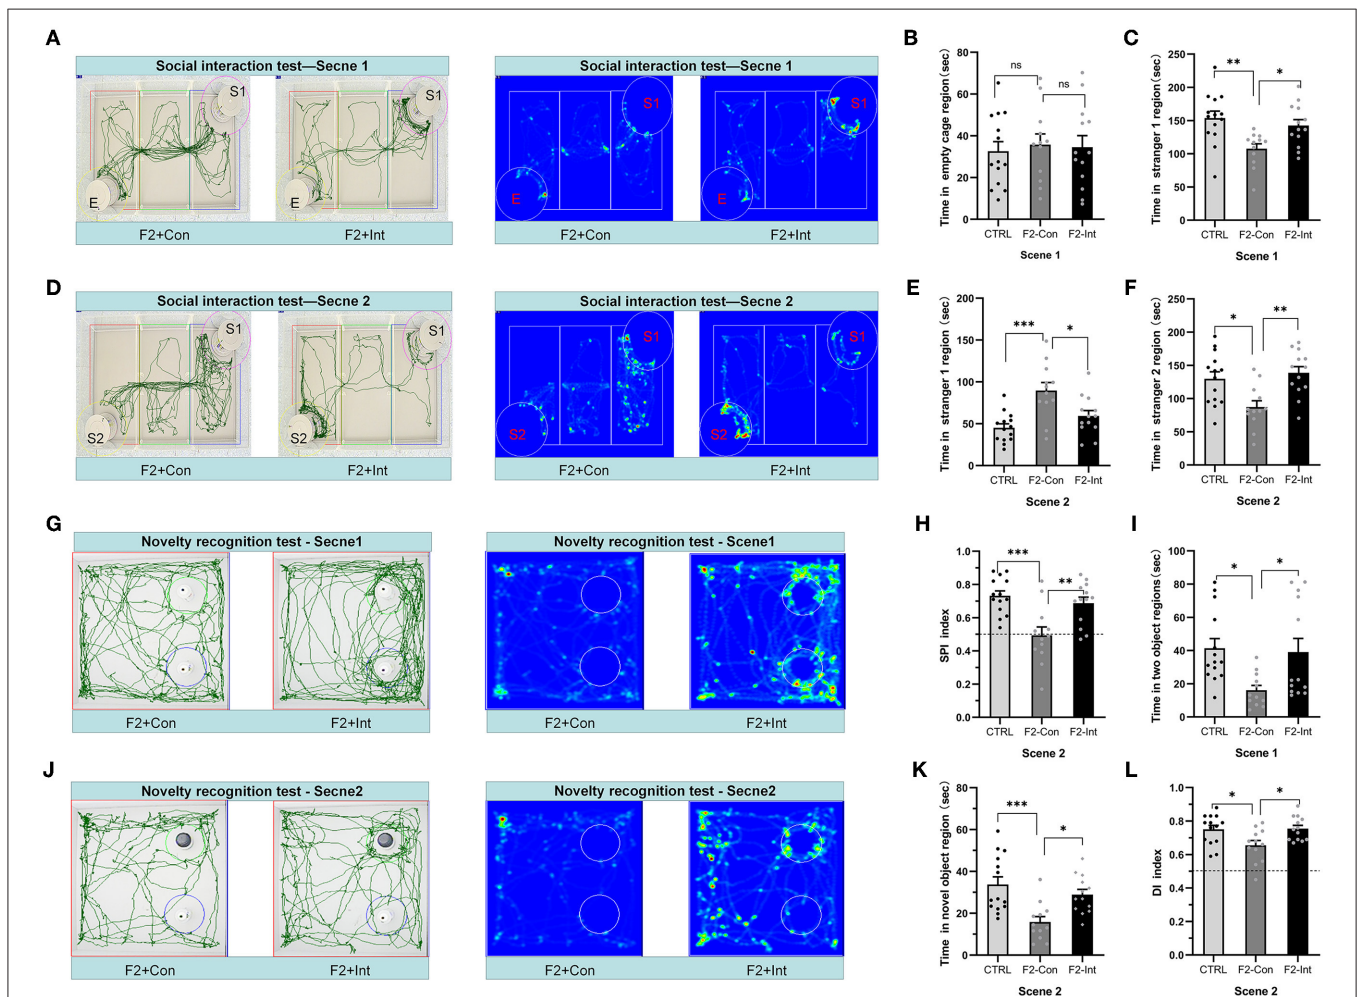 A
Social interaction test—Secne 1
S1
S1
E
F2+Con
F2+Int
Social interaction test—Secne 1
S1
S1
E
E
F2+Con
F2+Int
B
Time in empty cage region(sec)
80
60
40
20
0
ns
ns
CTRL
F2-Con
F2-Int
Scene 1
C
Time in stranger 1 region(sec)
250
200
150
100
50
0
**
*
CTRL
F2-Con
F2-Int
Scene 1
D
Social interaction test—Secne 2
S1
S1
S2
S2
F2+Con
F2+Int
Social interaction test—Secne 2
S1
S1
S2
S2
F2+Con
F2+Int
E
Time in stranger 1 region(sec)
200
150
100
50
0
***
*
CTRL
F2-Con
F2-Int
Scene 2
F
Time in stranger 2 region(sec)
250
200
150
100
50
0
*
**
CTRL
F2-Con
F2-Int
Scene 2
G
Novelty recognition test - Scene1
F2+Con
F2+Int
Novelty recognition test - Scene1
F2+Con
F2+Int
H
SPI index
1.0
0.8
0.6
0.4
0.2
0.0
***
**
CTRL
F2-Con
F2-Int
Scene 2
I
Time in two object regions(sec)
100
80
60
40
20
0
*
*
CTRL
F2-Con
F2-Int
Scene 1
J
Novelty recognition test - Secne2
F2+Con
F2+Int
Novelty recognition test - Secne2
F2+Con
F2+Int
K
Time in novel object region(sec)
80
60
40
20
0
***
*
CTRL
F2-Con
F2-Int
Scene 2
L
DI index
1.0
0.8
0.6
0.4
0.2
0.0
*
*
CTRL
F2-Con
F2-Int
Scene 2